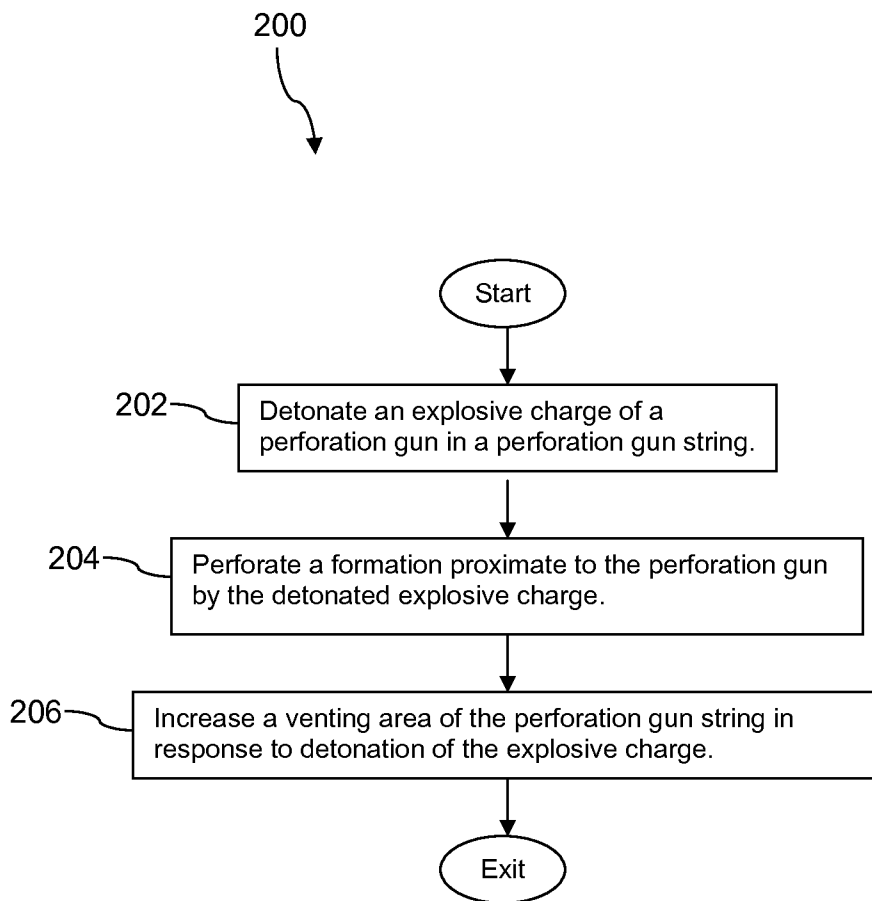 200
Start
202
Detonate an explosive charge of a
perforation gun in a perforation gun string.
204
Perforate a formation proximate to the perforation gun
by the detonated explosive charge.
206
Increase a venting area of the perforation gun string in
response to detonation of the explosive charge.
Exit